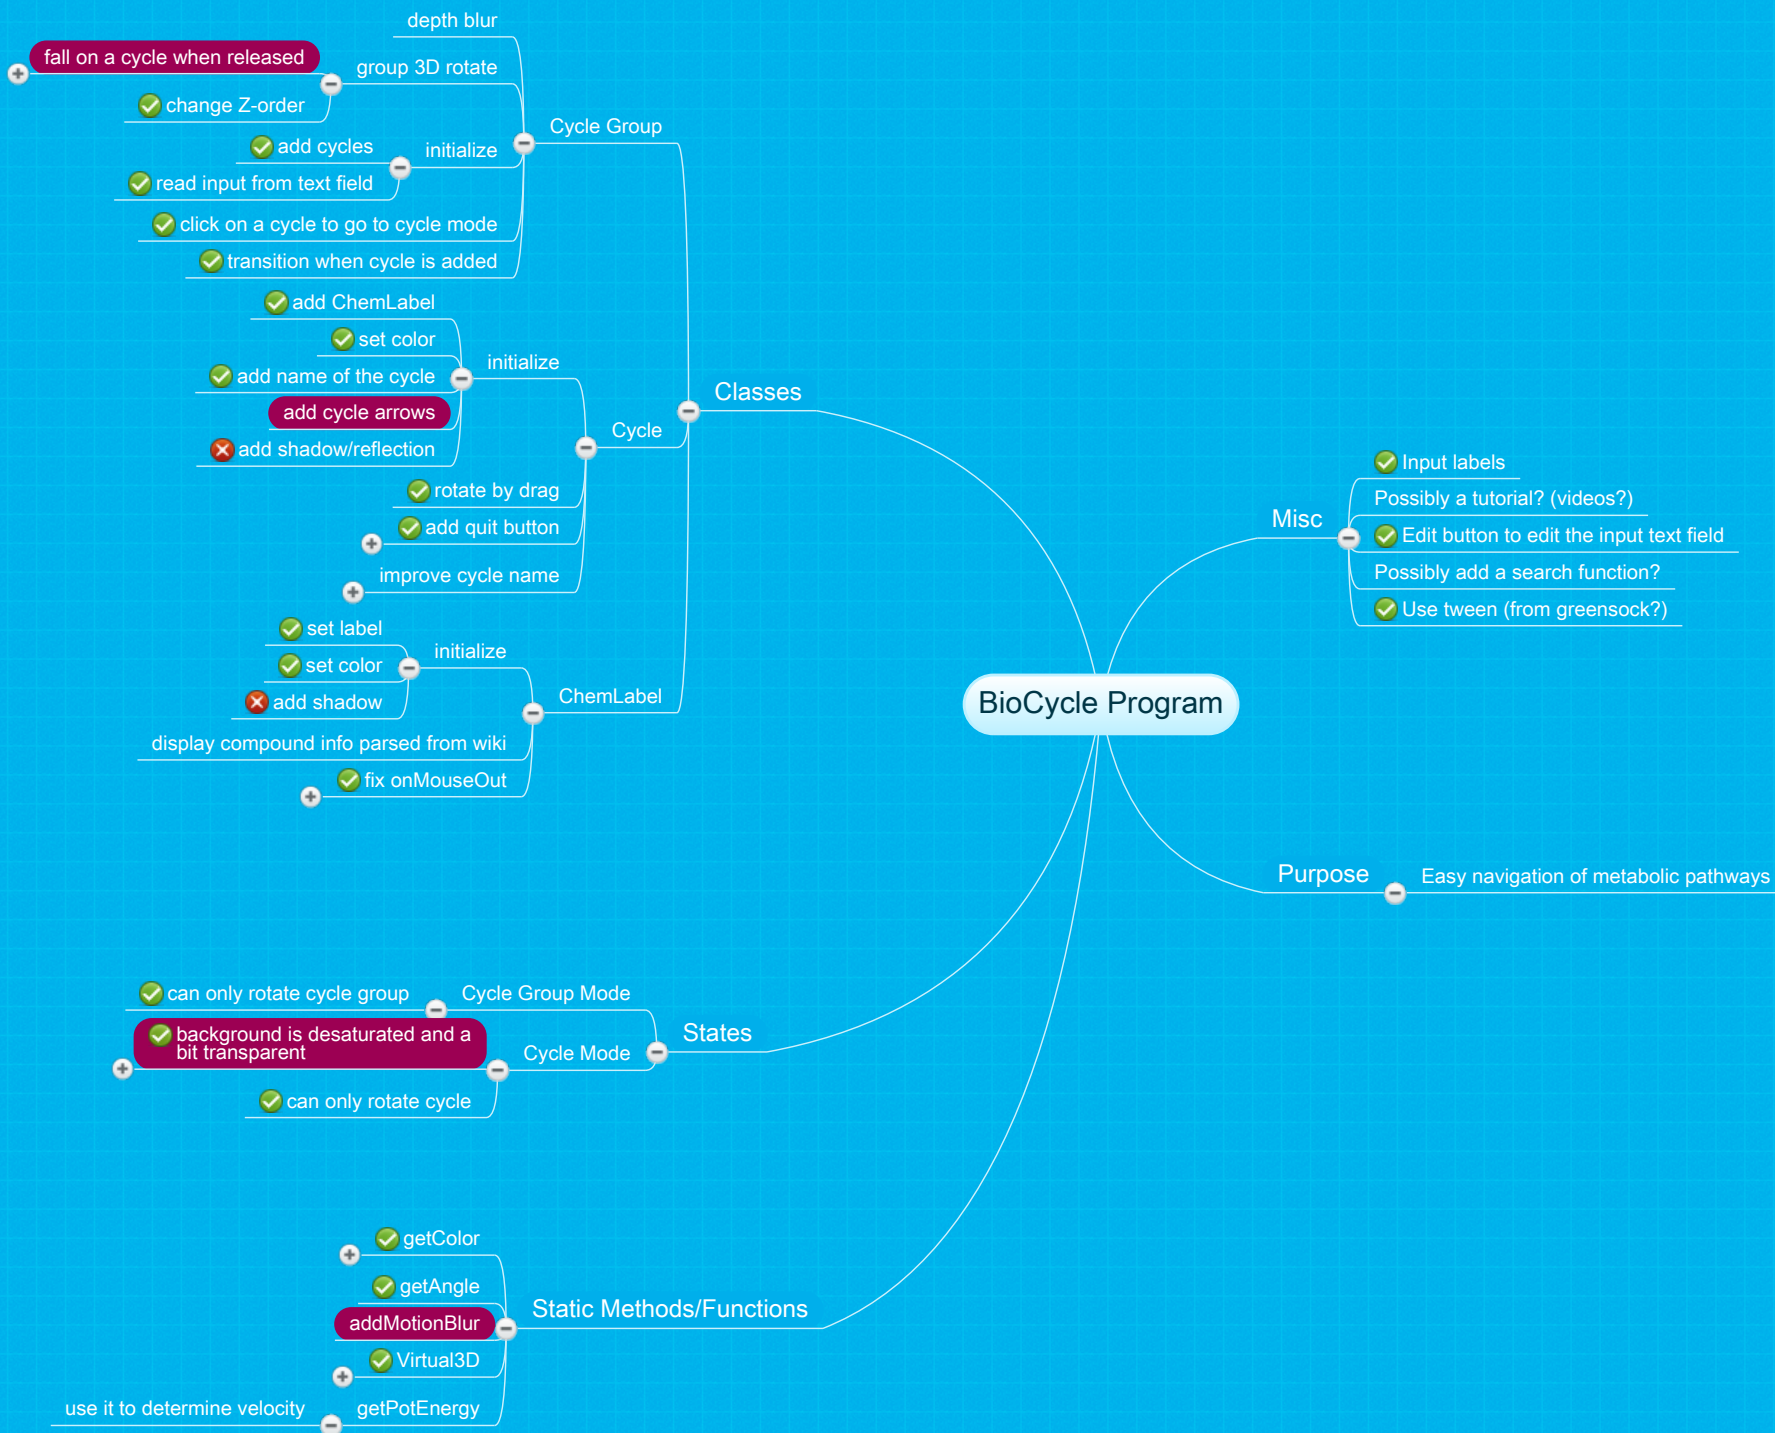 depth blur
fall on a cycle when released
group 3D rotate
change Z-order
Cycle Group
add cycles
initialize
read input from text field
click on a cycle to go to cycle mode
transition when cycle is added
add ChemLabel
set color
initialize
add name of the cycle
Classes
add cycle arrows
Cycle
add shadow/reflection
rotate by drag
add quit button
improve cycle name
set label
initialize
set color
ChemLabel
add shadow
display compound info parsed from wiki
fix onMouseOut
Input labels
Possibly a tutorial? (videos?)
Misc
Edit button to edit the input text field
Possibly add a search function?
Use tween (from greensock?)
BioCycle Program
Purpose
Easy navigation of metabolic pathways
can only rotate cycle group
Cycle Group Mode
background is desaturated and a
bit transparent
States
Cycle Mode
can only rotate cycle
getColor
getAngle
Static Methods/Functions
addMotionBlur
Virtual3D
use it to determine velocity
getPotEnergy